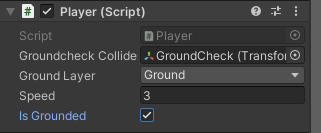 Player (Script)
Script Player
Groundcheck Collide GroundCheck (Transfo
Ground Layer Ground
Speed 3
Is Grounded